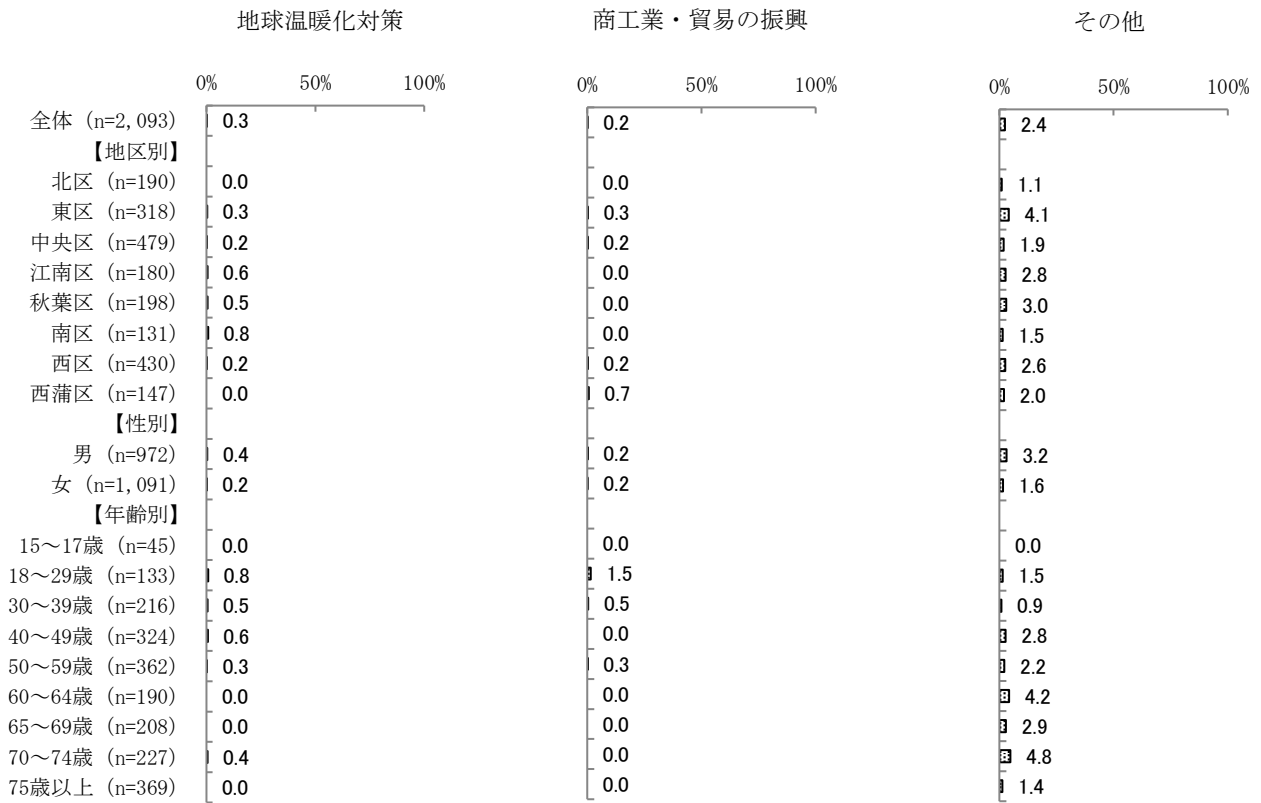 地球温暖化対策 商工業・貿易の振興 その他
0% 50% 100% 0% 50% 100% 0% 50% 100%
全体 (n=2,093) 0.3 0.2 2.4
【地区別】
北区 (n=190) 0.0 0.0 1.1
東区 (n=318) 0.3 0.3 4.1
中央区 (n=479) 0.2 0.2 1.9
江南区 (n=180) 0.6 0.0 2.8
秋葉区 (n=198) 0.5 0.0 3.0
南区 (n=131) 0.8 0.0 1.5
西区 (n=430) 0.2 0.2 2.6
西蒲区 (n=147) 0.0 0.7 2.0
【性別】
男 (n=972) 0.4 0.2 3.2
女 (n=1,091) 0.2 0.2 1.6
【年齢別】
15～17歳 (n=45) 0.0 0.0 0.0
18～29歳 (n=133) 0.8 1.5 1.5
30～39歳 (n=216) 0.5 0.5 0.9
40～49歳 (n=324) 0.6 0.0 2.8
50～59歳 (n=362) 0.3 0.3 2.2
60～64歳 (n=190) 0.0 0.0 4.2
65～69歳 (n=208) 0.0 0.0 2.9
70～74歳 (n=227) 0.4 0.0 4.8
75歳以上 (n=369) 0.0 0.0 1.4